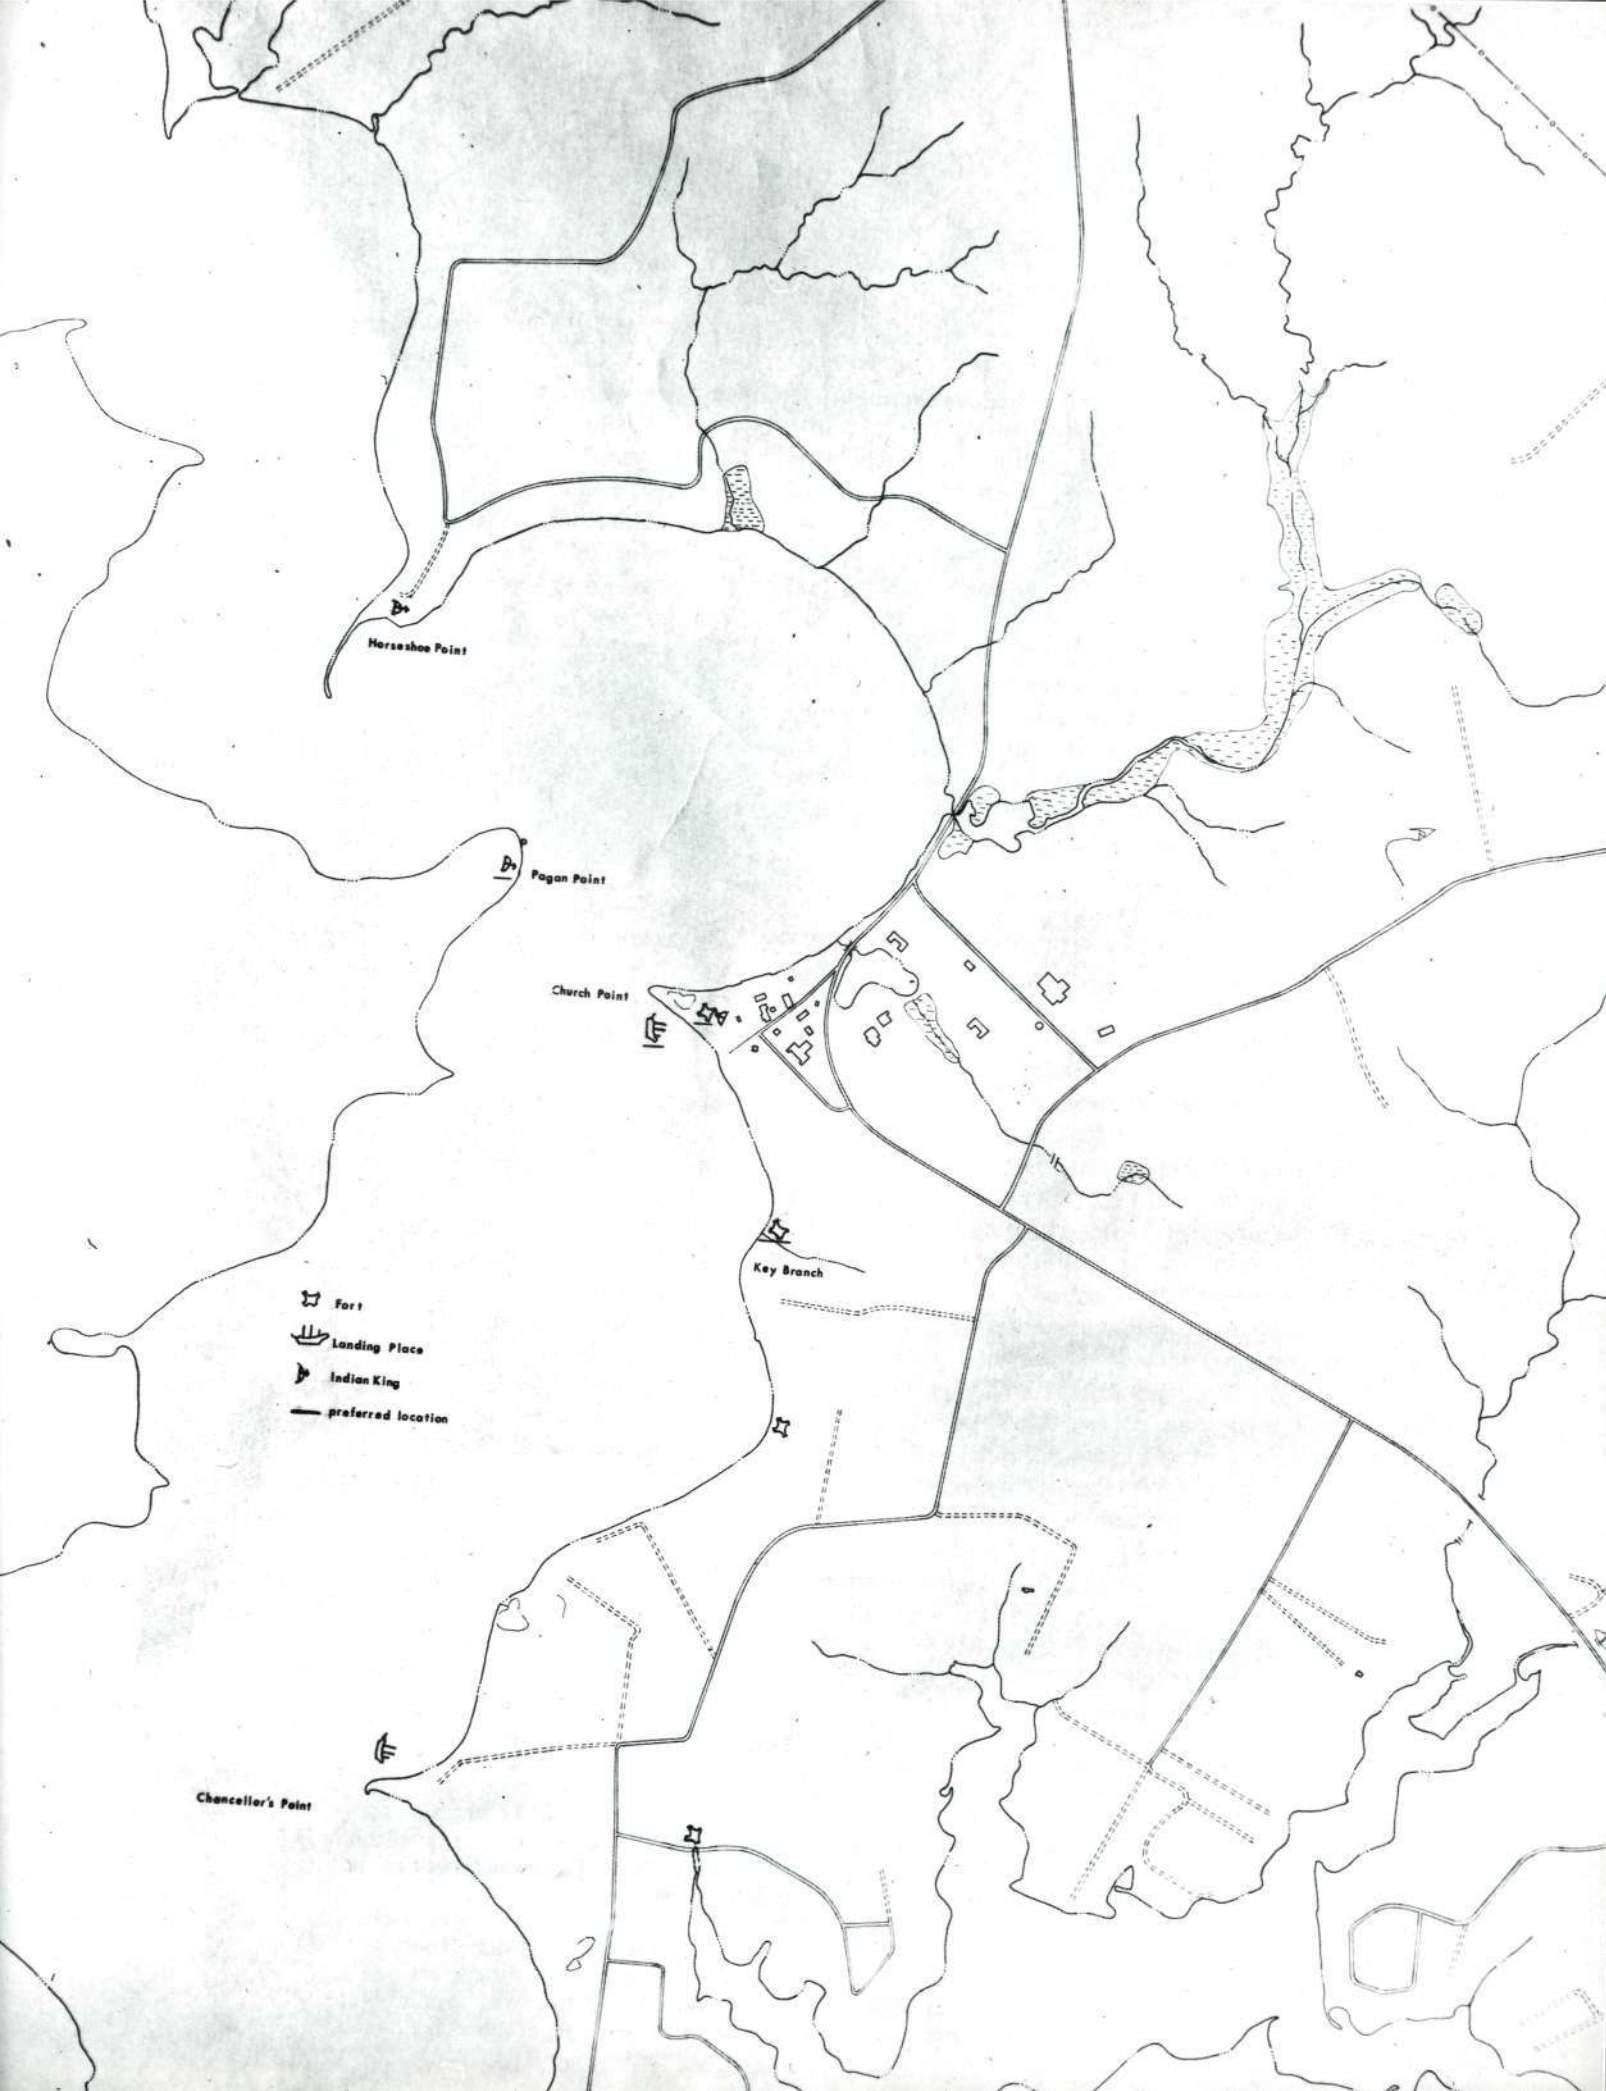 Horseshoe Point
Pagan Point
Church Point
Key Branch
Fort
Landing Place
Indian King
preferred location
Chancellor's Point